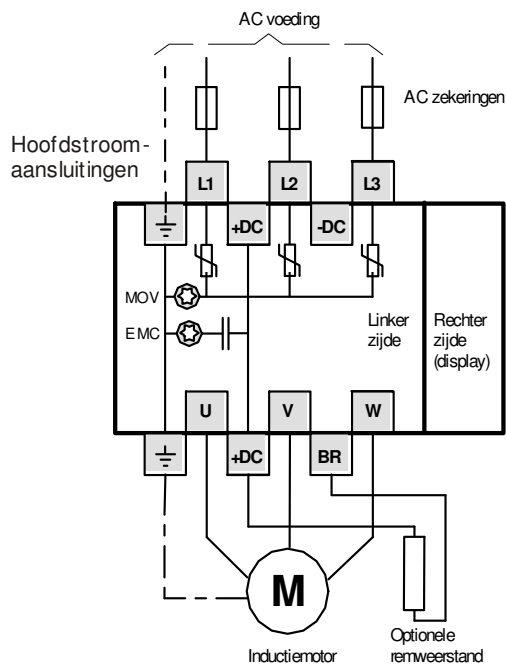 AC voeding
AC zekeringen
Hoofdstroom-
aansluitingen
L1 L2 L3
+DC -DC
MOV
EMC
Linker
zijde
Rechter
zijde
(display)
U V W
+DC BR
M
Inductiemotor
Optionele
remweerstand